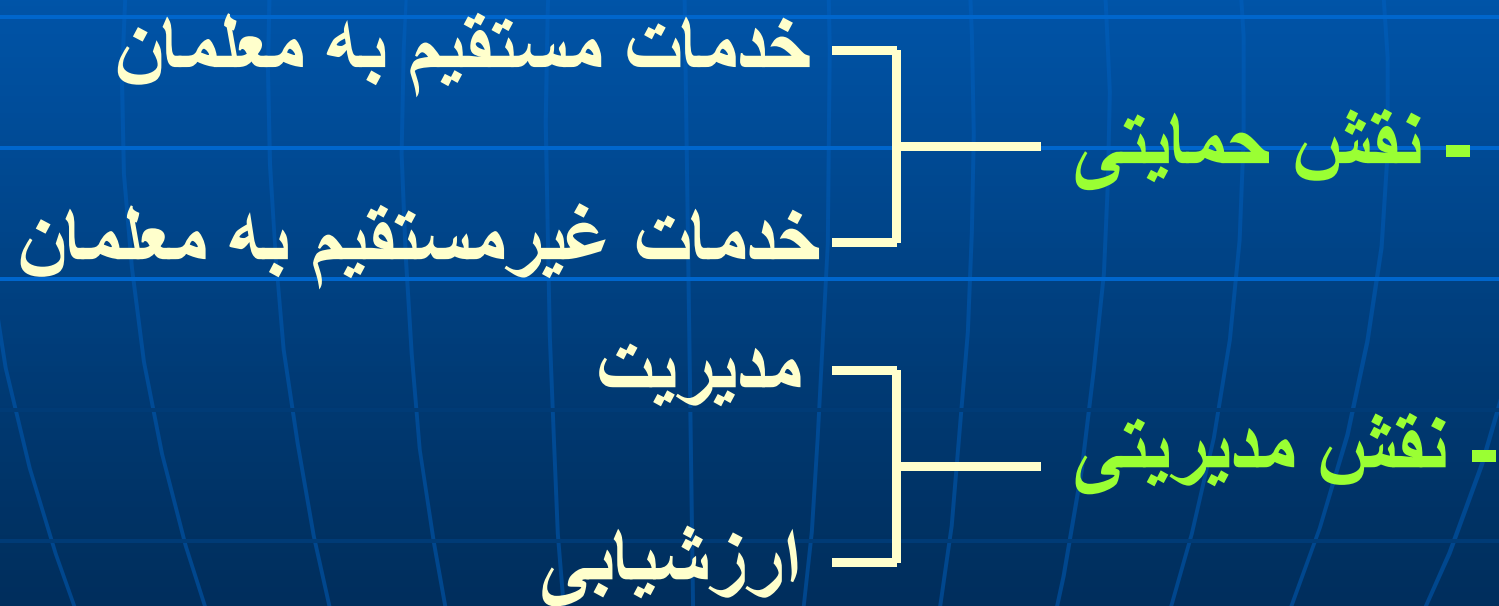 - نقش حمایتی
خدمات مستقیم به معلمان
خدمات غیرمستقیم به معلمان
- نقش مدیریتی
مدیریت
ارزشیابی